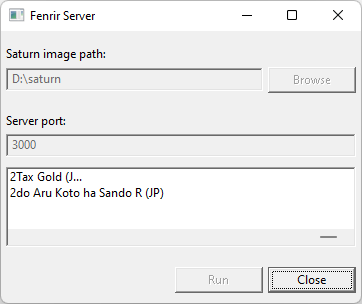 Fenrir Server
Saturn image path:
D:\saturn
Browse
Server port:
3000
2Tax Gold (J...
2do Aru Koto ha Sando R (JP)
Run
Close